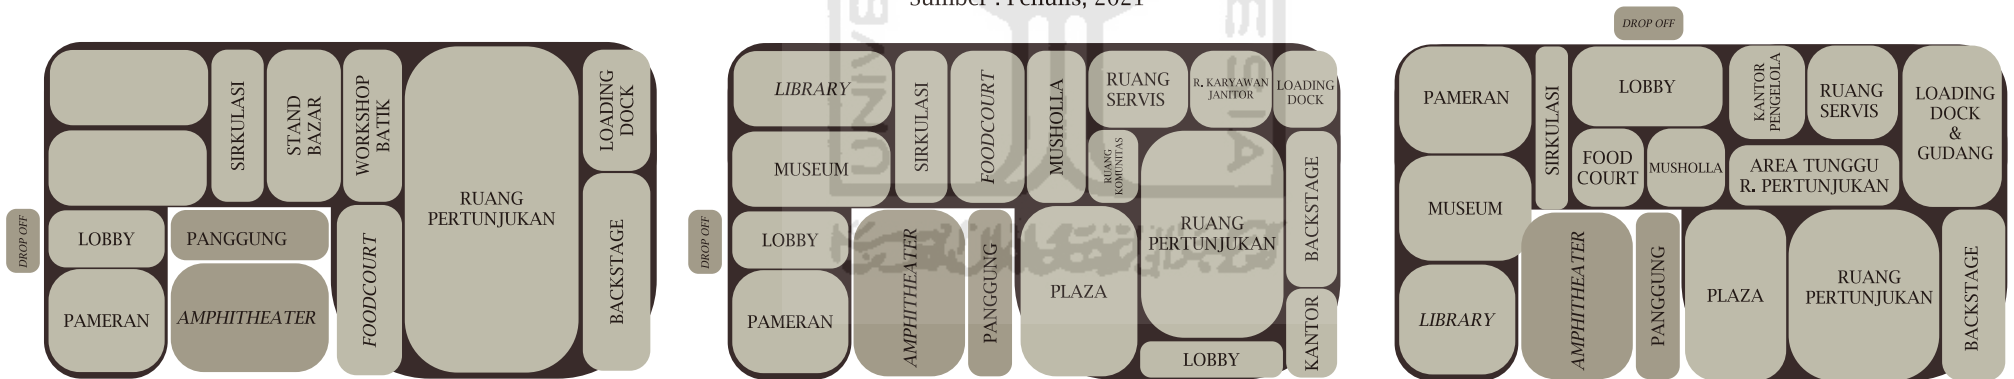 Sumber : Penulis, 2021
SIRKULASI
STAND
BAZAR
WORKSHOP
BATIK
RUANG
PERTUNJUKAN
LOADING
DOCK
DROP OFF
LOBBY
PANGGUNG
PAMERAN
AMPHITHEATER
FOODCOURT
BACKSTAGE
LIBRARY
SIRKULASI
FOODCOURT
MUSHOLLA
RUANG
SERVIS
R. KARYAWAN
JANITOR
LOADING
DOCK
MUSEUM
RUANG
KOMUNITAS
DROP OFF
LOBBY
AMPHITHEATER
PANGGUNG
PLAZA
RUANG
PERTUNJUKAN
BACKSTAGE
PAMERAN
LOBBY
KANTOR
DROP OFF
PAMERAN
SIRKULASI
LOBBY
KANTOR
PENGELOLA
RUANG
SERVIS
LOADING
DOCK
&
GUDANG
FOOD
COURT
MUSHOLLA
AREA TUNGGU
R. PERTUNJUKAN
MUSEUM
LIBRARY
AMPHITHEATER
PANGGUNG
PLAZA
RUANG
PERTUNJUKAN
BACKSTAGE